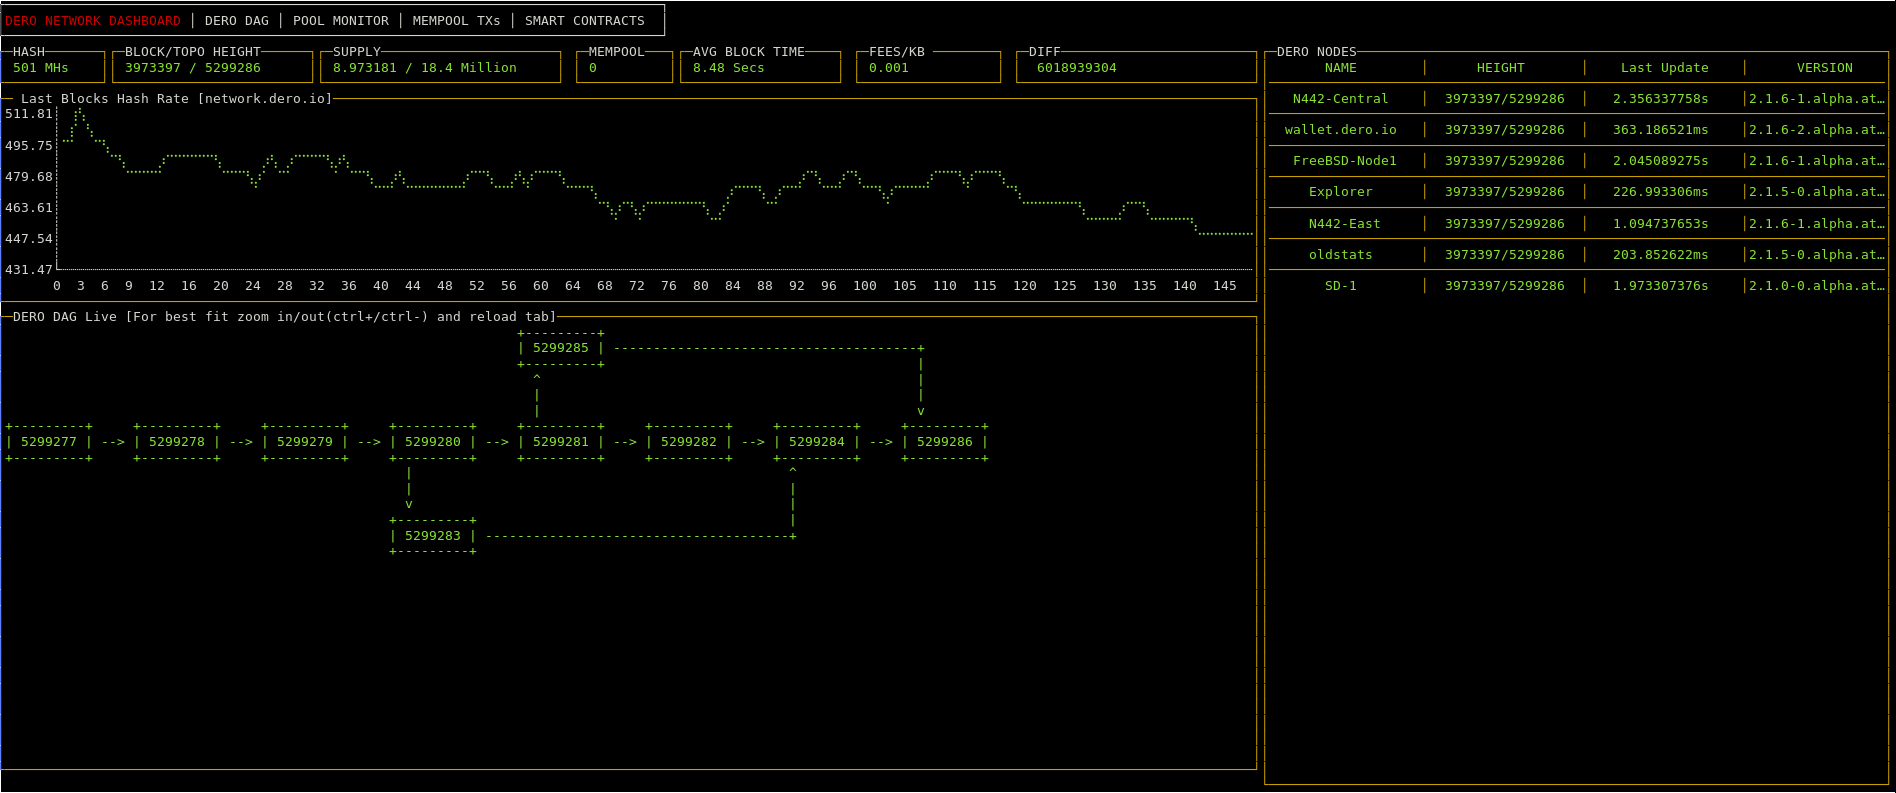 DERO NETWORK DASHBOARD │ DERO DAG │ POOL MONITOR │ MEMPOOL TXs │ SMART CONTRACTS
HASH
501 MHs
BLOCK/TOPO HEIGHT
3973397 / 5299286
SUPPLY
8.973181 / 18.4 Million
MEMPOOL
0
AVG BLOCK TIME
8.48 Secs
FEES/KB
0.001
DIFF
6018939304
Last Blocks Hash Rate [network.dero.io]
511.81
495.75
479.68
463.61
447.54
431.47
0 3 6 9 12 16 20 24 28 32 36 40 44 48 52 56 60 64 68 72 76 80 84 88 92 96 100 105 110 115 120 125 130 135 140 145
DERO DAG Live [For best fit zoom in/out(ctrl+/ctrl-) and reload tab]
| 5299285 |
| 5299277 | --> | 5299278 | --> | 5299279 | --> | 5299280 | --> | 5299281 | --> | 5299282 | --> | 5299284 | --> | 5299286 |
| 5299283 |
DERO NODES
NAME │ HEIGHT │ Last Update │ VERSION
N442-Central │ 3973397/5299286 │ 2.356337758s │2.1.6-1.alpha.at…
wallet.dero.io │ 3973397/5299286 │ 363.186521ms │2.1.6-2.alpha.at…
FreeBSD-Node1 │ 3973397/5299286 │ 2.045089275s │2.1.6-1.alpha.at…
Explorer │ 3973397/5299286 │ 226.993306ms │2.1.5-0.alpha.at…
N442-East │ 3973397/5299286 │ 1.094737653s │2.1.6-1.alpha.at…
oldstats │ 3973397/5299286 │ 203.852622ms │2.1.5-0.alpha.at…
SD-1 │ 3973397/5299286 │ 1.973307376s │2.1.0-0.alpha.at…